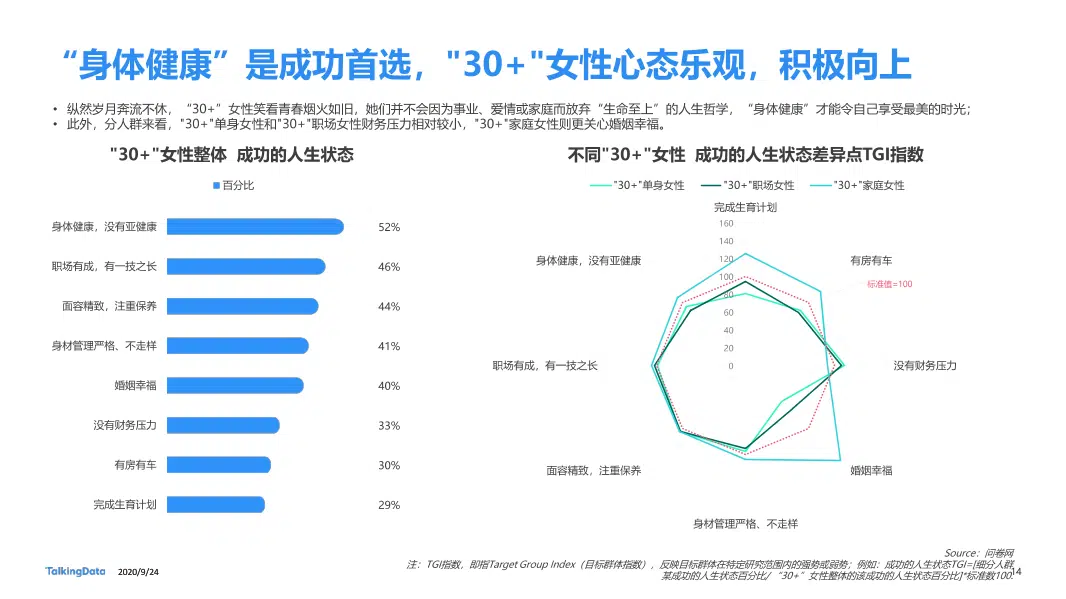 “身体健康”是成功首选，"30+"女性心态乐观，积极向上
• 纵然岁月奔流不休，“30+”女性笑看青春烟火如旧，她们并不会因为事业、爱情或家庭而放弃“生命至上”的人生哲学，“身体健康”才能令自己享受最美的时光；
• 此外，分人群来看，"30+"单身女性和"30+"职场女性财务压力相对较小，"30+"家庭女性则更关心婚姻幸福。
"30+"女性整体 成功的人生状态
百分比
身体健康，没有亚健康 52%
职场有成，有一技之长 46%
面容精致，注重保养 44%
身材管理严格、不走样 41%
婚姻幸福 40%
没有财务压力 33%
有房有车 30%
完成生育计划 29%
不同"30+"女性 成功的人生状态差异点TGI指数
"30+"单身女性 "30+"职场女性 "30+"家庭女性
完成生育计划
160
140
身体健康，没有亚健康 120 有房有车
100 标准值=100
80
60
40
20
职场有成，有一技之长 0 没有财务压力
面容精致，注重保养 婚姻幸福
身材管理严格、不走样
Source：问卷网
注：TGI指数，即指Target Group Index（目标群体指数），反映目标群体在特定研究范围内的强势或弱势；例如：成功的人生状态TGI=[细分人群
某成功的人生状态百分比/“30+”女性整体的该成功的人生状态百分比]*标准数100.
TalkingData 2020/9/24
14